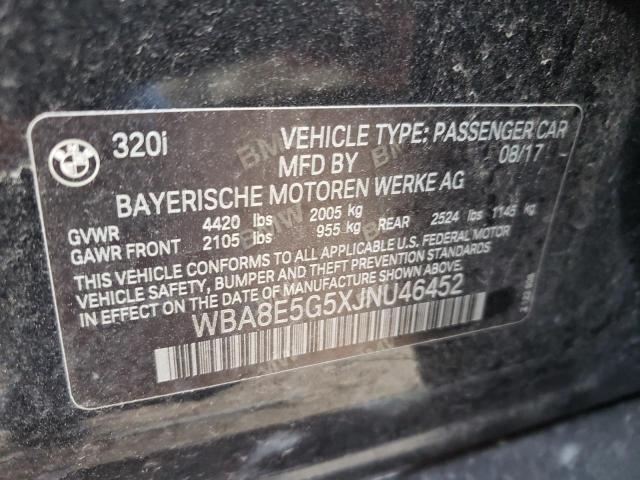 BMW 320i VEHICLE TYPE: PASSENGER CAR
MFD BY 08/17
BAYERISCHE MOTOREN WERKE AG
GVWR 4420 lbs 2005 kg
GAWR FRONT 2105 lbs 955 kg REAR 2524 lbs 1145 kg
THIS VEHICLE CONFORMS TO ALL APPLICABLE U.S. FEDERAL MOTOR
VEHICLE SAFETY, BUMPER AND THEFT PREVENTION STANDARDS
IN EFFECT ON THE DATE OF MANUFACTURE SHOWN ABOVE.
WBA8E5G5XJNU46452